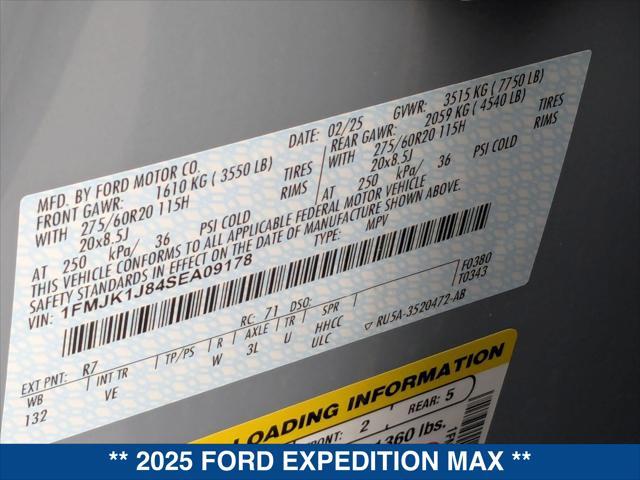 MFD. BY FORD MOTOR CO.
DATE: 02/25
GVWR: 3515 KG ( 7750 LB)
FRONT GAWR: 1610 KG ( 3550 LB)
REAR GAWR: 2059 KG ( 4540 LB)
WITH 275/60R20 115H TIRES
WITH 275/60R20 115H TIRES
20x8.5J RIMS
20x8.5J RIMS
AT 250 kPa/ 36 PSI COLD
AT 250 kPa/ 36 PSI COLD
THIS VEHICLE CONFORMS TO ALL APPLICABLE FEDERAL MOTOR VEHICLE
SAFETY STANDARDS IN EFFECT ON THE DATE OF MANUFACTURE SHOWN ABOVE.
VIN: 1FMJK1J84SEA09178
TYPE: MPV
F0380
T0343
EXT PNT: R7 RC: 71 DSO:
WB INT TR TP/PS R AXLE TR SPR
132 VE W 3L U HHCC
ULC
▽ RU5A-3520472-AB
LOADING INFORMATION
FRONT: 2 REAR: 5
1360 lbs.
** 2025 FORD EXPEDITION MAX **